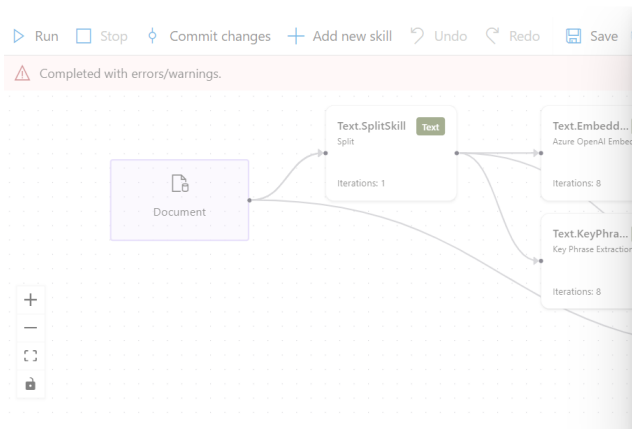 Run Stop Commit changes Add new skill Undo Redo Save
Completed with errors/warnings.
Text.SplitSkill Text
Split
Iterations: 1
Document
Text.Embedd...
Azure OpenAI Embed
Iterations: 8
Text.KeyPhra...
Key Phrase Extraction
Iterations: 8